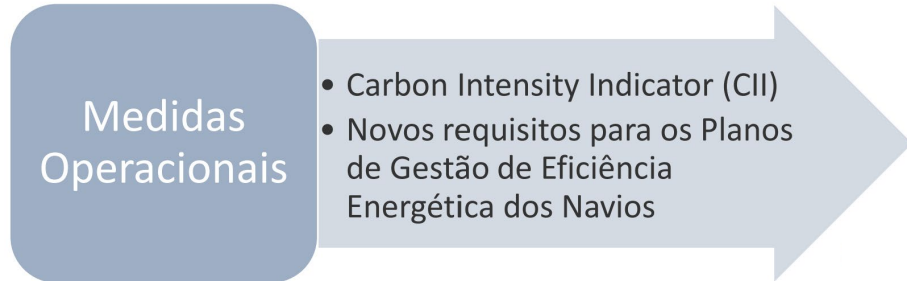 Medidas
Operacionais
• Carbon Intensity Indicator (CII)
• Novos requisitos para os Planos
de Gestão de Eficiência
Energética dos Navios